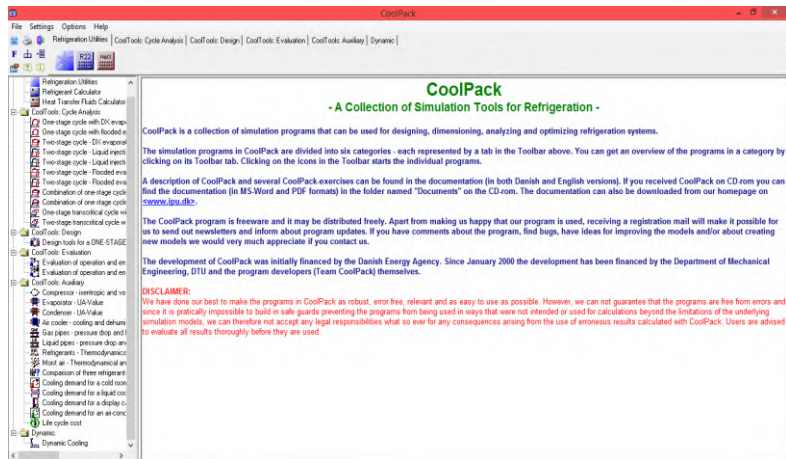 CoolPack
File Settings Options Help
Refrigeration Utilities | CoolTools: Cycle Analysis | CoolTools: Design | CoolTools: Evaluation | CoolTools: Auxiliary | Dynamic |
Refrigeration Utilities
Refrigerant Calculator
Heat Transfer Fluids Calculator
CoolTools: Cycle Analysis
One-stage cycle with DX evapo
One-stage cycle with flooded e
Two-stage cycle - DX evaporat
Two-stage cycle - Liquid injecti
Two-stage cycle - Liquid injecti
Two-stage cycle - Flooded eva
Two-stage cycle - Flooded eva
Combination of one-stage cycle
Combination of one-stage cycle
One-stage transcritical cycle wi
Two-stage transcritical cycle wi
CoolTools: Design
Design tools for a ONE-STAGE
CoolTools: Evaluation
Evaluation of operation and en
Evaluation of operation and en
CoolTools: Auxiliary
Compressor - isentropic and vo
Evaporator - UA-Value
Condenser - UA-Value
Air cooler - cooling and dehumi
Gas pipes - pressure drop and l
Liquid pipes - pressure drop an
Refrigerants - Thermodynamica
Moist air - Thermodynamical an
Comparison of three refrigerant
Cooling demand for a cold room
Cooling demand for a liquid coo
Cooling demand for a display c
Cooling demand for an air-conc
Life cycle cost
Dynamic
Dynamic Cooling
CoolPack
- A Collection of Simulation Tools for Refrigeration -
CoolPack is a collection of simulation programs that can be used for designing, dimensioning, analyzing and optimizing refrigeration systems.
The simulation programs in CoolPack are divided into six categories - each represented by a tab in the Toolbar above. You can get an overview of the programs in a category by
clicking on its Toolbar tab. Clicking on the icons in the Toolbar starts the individual programs.
A description of CoolPack and several CoolPack-exercises can be found in the documentation (in both Danish and English versions). If you received CoolPack on CD-rom you can
find the documentation (in MS-Word and PDF formats) in the folder named "Documents" on the CD-rom. The documentation can also be downloaded from our homepage on
<www.ipu.dk>.
The CoolPack program is freeware and it may be distributed freely. Apart from making us happy that our program is used, receiving a registration mail will make it possible for
us to send out newsletters and inform about program updates. If you have comments about the program, find bugs, have ideas for improving the models and/or about creating
new models we would very much appreciate if you contact us.
The development of CoolPack was initially financed by the Danish Energy Agency. Since January 2000 the development has been financed by the Department of Mechanical
Engineering, DTU and the program developers (Team CoolPack) themselves.
DISCLAIMER:
We have done our best to make the programs in CoolPack as robust, error free, relevant and as easy to use as possible. However, we can not guarantee that the programs are free from errors and
since it is pratically impossible to build in safe guards preventing the programs from being used in ways that were not intended or used for calculations beyond the limitations of the underlying
simulation models, we can therefore not accept any legal responsibilities what so ever for any consequences arising from the use of erroneous results calculated with CoolPack. Users are advised
to evaluate all results thoroughly before they are used.